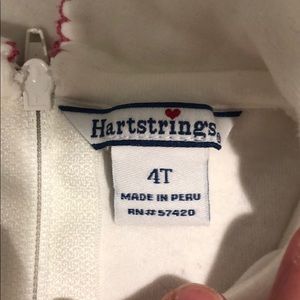 Hartstrings®
4T
MADE IN PERU
RN#57420